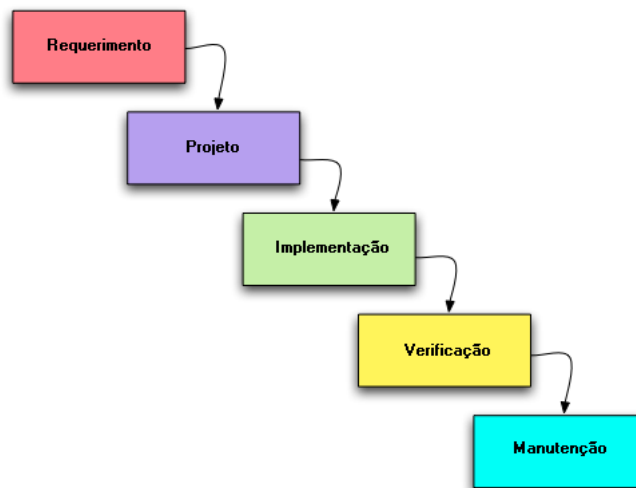 Requerimento
Projeto
Implementação
Verificação
Manutenção